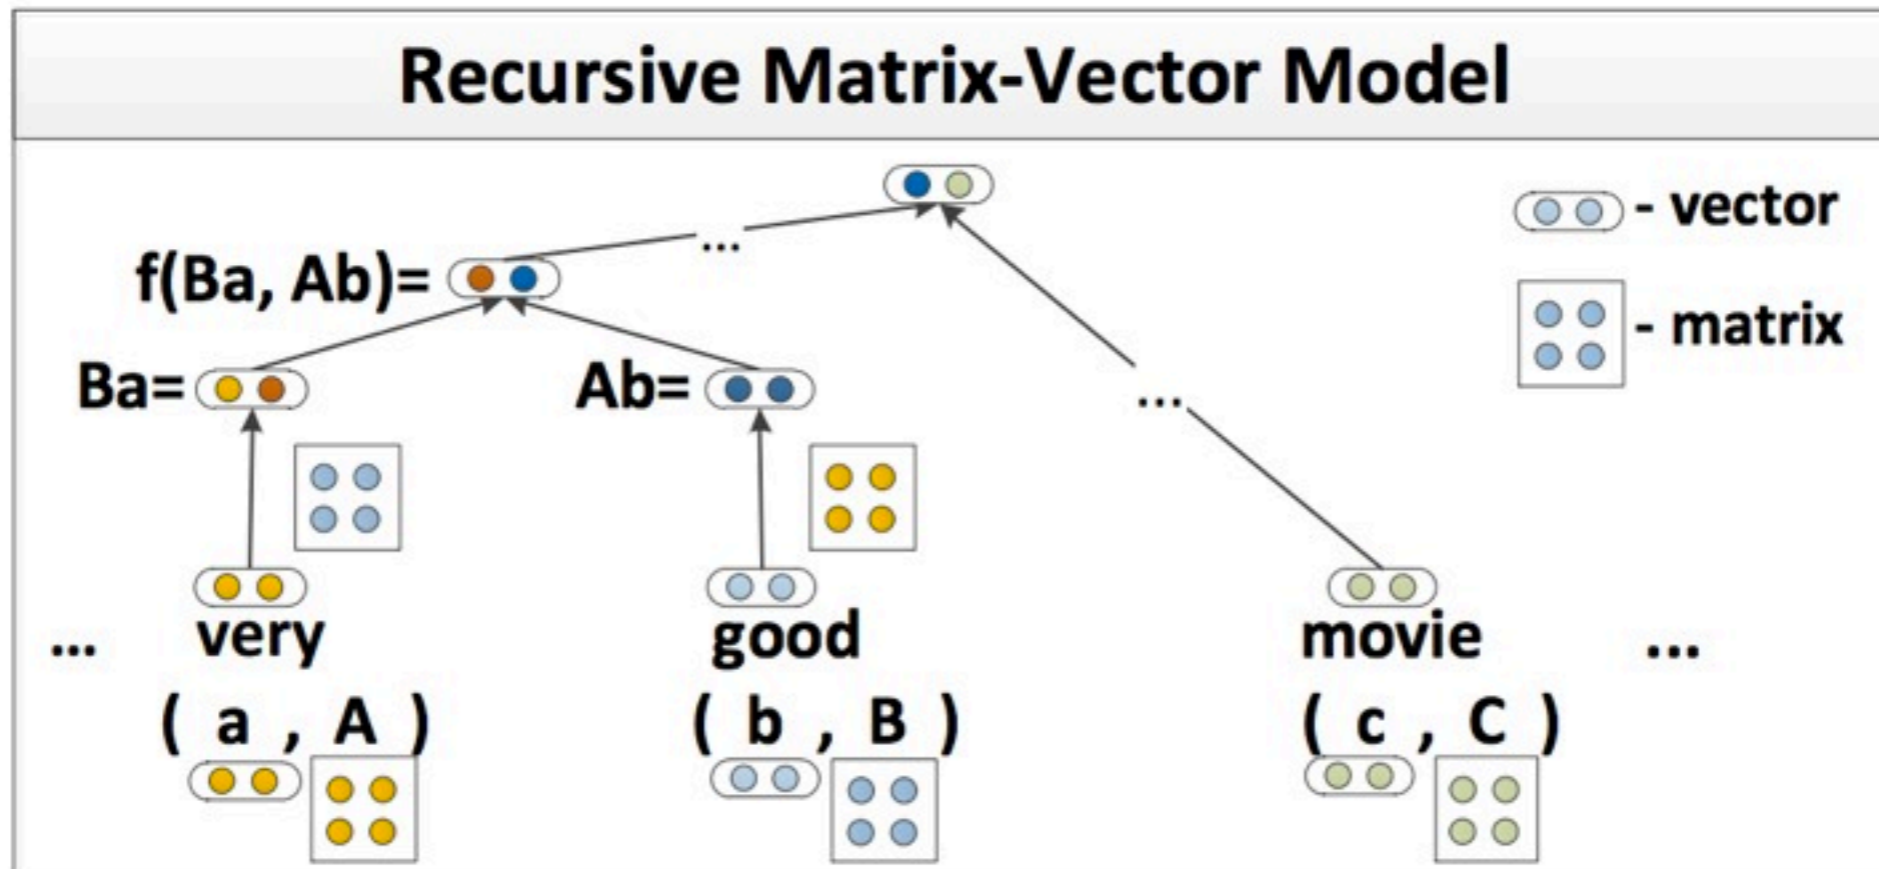 Recursive Matrix-Vector Model
...
- vector
f(Ba, Ab)=
- matrix
Ba=
Ab=
...
... very good movie ...
( a , A ) ( b , B ) ( c , C )